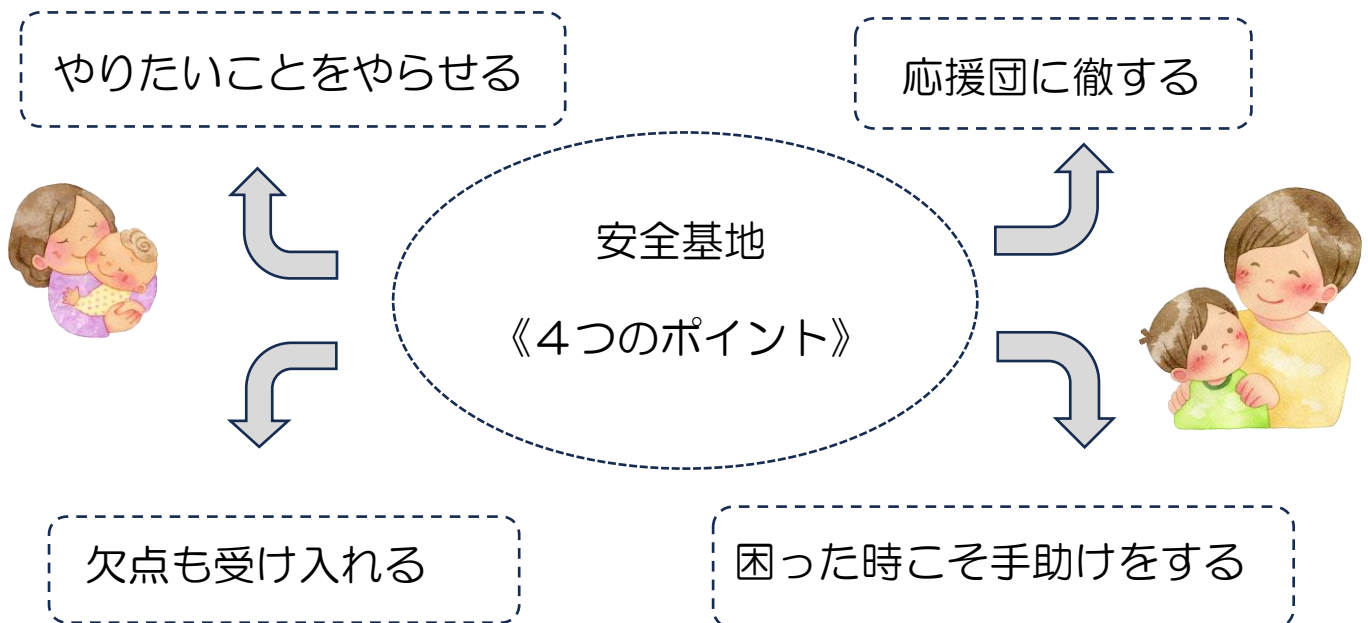 やりたいことをやらせる
応援団に徹する
安全基地
《４つのポイント》
欠点も受け入れる
困った時こそ手助けをする